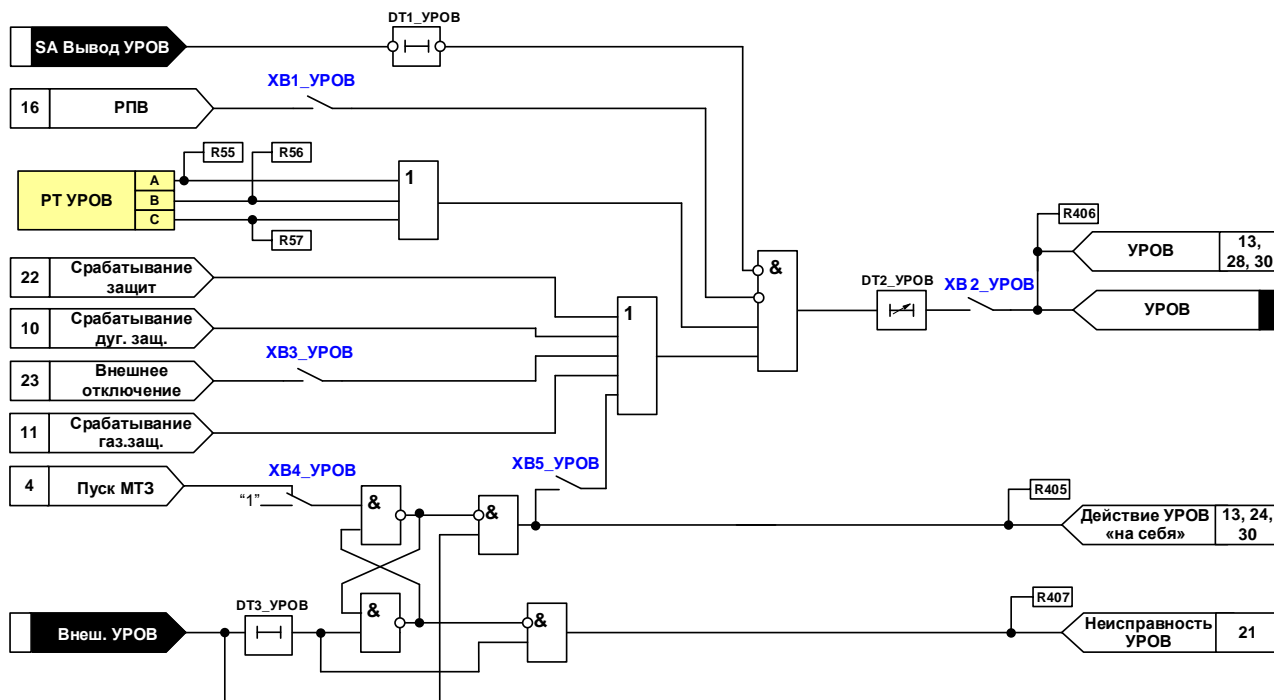 DT1_УРОВ
SA Вывод УРОВ
XB1_УРОВ
16
РПВ
R55
R56
1
A
РТ УРОВ
B
C
R57
R406
УРОВ
13,
28, 30
22
Срабатывание
защит
&
DT2_УРОВ
XB2_УРОВ
УРОВ
1
10
Срабатывание
дуг. защ.
XB3_УРОВ
23
Внешнее
отключение
11
Срабатывание
газ.защ.
XB4_УРОВ
XB5_УРОВ
4
Пуск МТЗ
“1”
&
&
R405
Действие УРОВ
«на себя»
13, 24,
30
DT3_УРОВ
&
&
R407
Внеш. УРОВ
Неисправность
УРОВ
21